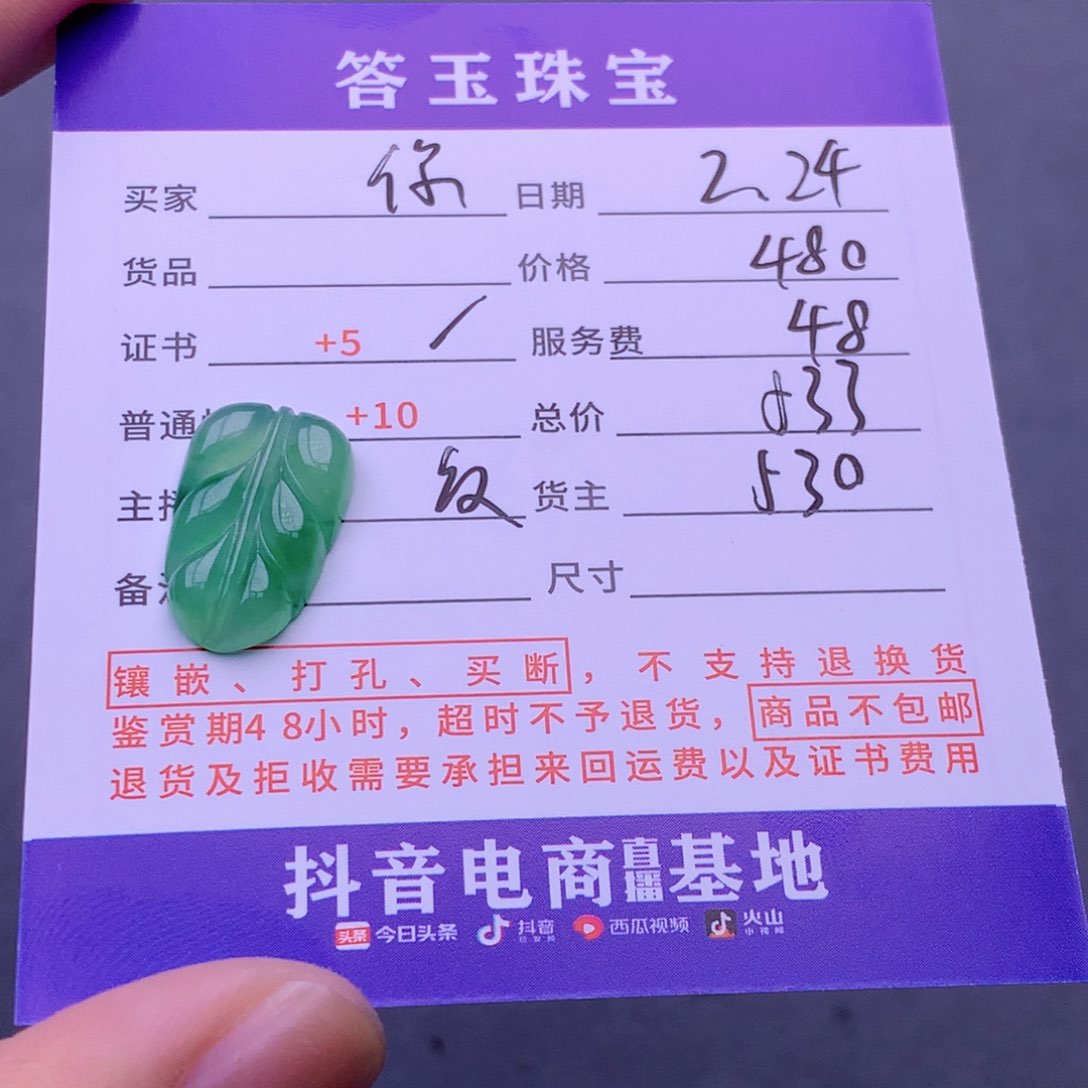 答玉珠宝
买家 你 日期 2.24
货品 价格 480
证书 +5 / 服务费 48
普通 +10 总价 533
主 货主 530
备 尺寸
镶嵌、打孔、买断，不支持退换货
鉴赏期48小时，超时不予退货，商品不包邮
退货及拒收需要承担来回运费以及证书费用
抖音电商直播基地
头条 今日头条 抖音 西瓜视频 火山